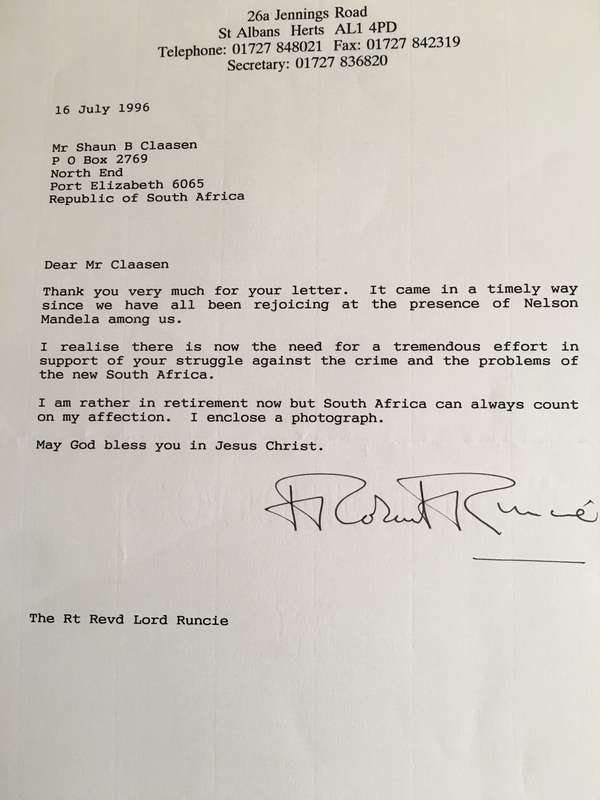 26a Jennings Road
St Albans Herts AL1 4PD
Telephone: 01727 848021 Fax: 01727 842319
Secretary: 01727 836820
16 July 1996
Mr Shaun B Claasen
P O Box 2769
North End
Port Elizabeth 6065
Republic of South Africa
Dear Mr Claasen
Thank you very much for your letter. It came in a timely way
since we have all been rejoicing at the presence of Nelson
Mandela among us.
I realise there is now the need for a tremendous effort in
support of your struggle against the crime and the problems of
the new South Africa.
I am rather in retirement now but South Africa can always count
on my affection. I enclose a photograph.
May God bless you in Jesus Christ.
Robert Runcie
The Rt Revd Lord Runcie